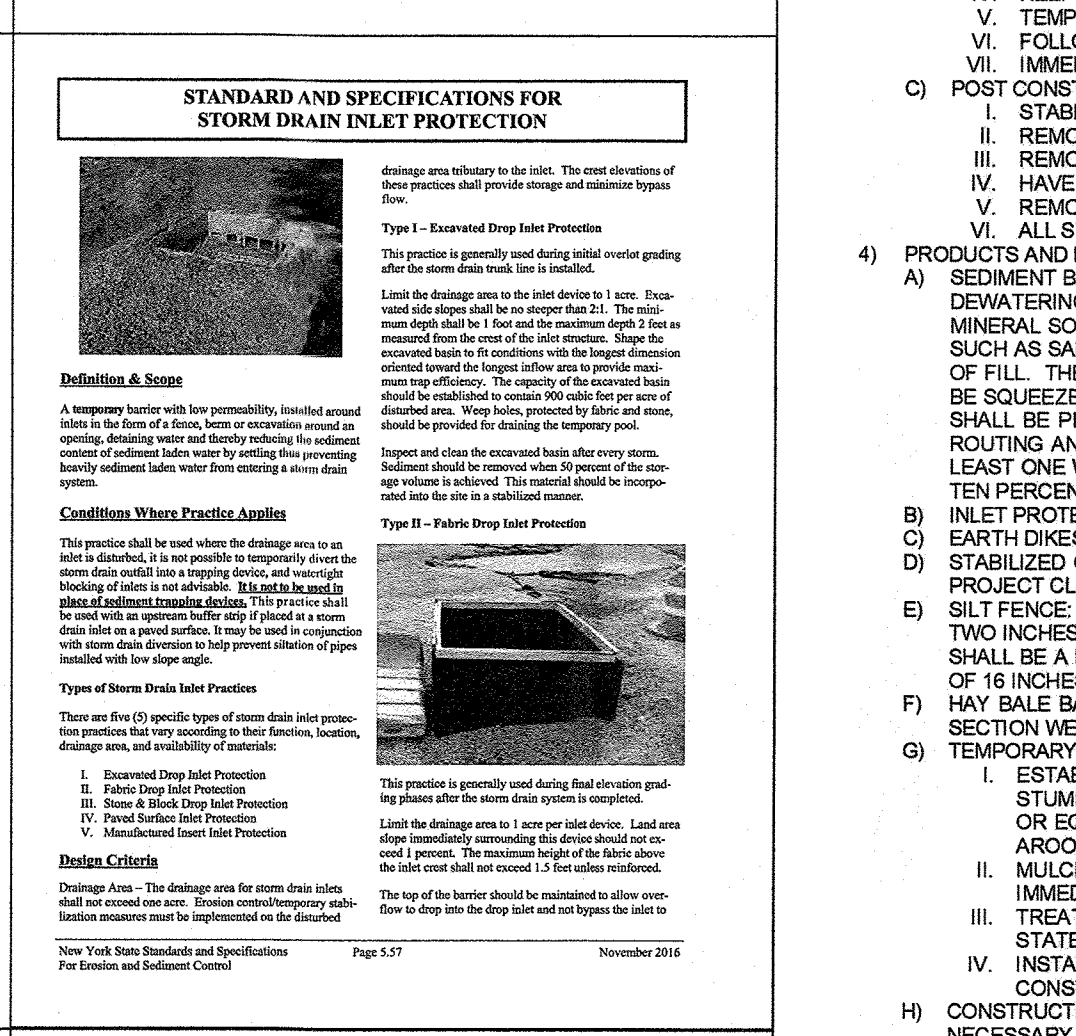 STANDARD AND SPECIFICATIONS FOR
STORM DRAIN INLET PROTECTION
Definition & Scope
A temporary barrier with low permeability, installed around
inlets in the form of a fence, berm or excavation around an
opening, detaining water and thereby reducing the sediment
content of sediment laden water by settling thus preventing
heavily sediment laden water from entering a storm drain
system.
Conditions Where Practice Applies
This practice shall be used where the drainage area to an
inlet is disturbed, it is not possible to temporarily divert the
storm drain outfall into a trapping device, and watertight
blocking of inlets is not advisable. It is not to be used in
place of sediment trapping devices. This practice shall
be used with an upstream buffer strip if placed at a storm
drain inlet on a paved surface. It may be used in conjunction
with storm drain diversion to help prevent siltation of pipes
installed with low slope angle.
Types of Storm Drain Inlet Practices
There are five (5) specific types of storm drain inlet protec-
tion practices that vary according to their function, location,
drainage area, and availability of materials:
I. Excavated Drop Inlet Protection
II. Fabric Drop Inlet Protection
III. Stone & Block Drop Inlet Protection
IV. Paved Surface Inlet Protection
V. Manufactured Insert Inlet Protection
Design Criteria
Drainage Area – The drainage area for storm drain inlets
shall not exceed one acre. Erosion control/temporary stabi-
lization measures must be implemented on the disturbed
drainage area tributary to the inlet. The crest elevations of
these practices shall provide storage and minimize bypass
flow.
Type I – Excavated Drop Inlet Protection
This practice is generally used during initial overlot grading
after the storm drain trunk line is installed.
Limit the drainage area to the inlet device to 1 acre. Exca-
vated side slopes shall be no steeper than 2:1. The mini-
mum depth shall be 1 foot and the maximum depth 2 feet as
measured from the crest of the inlet structure. Shape the
excavated basin to fit conditions with the longest dimension
oriented toward the longest inflow area to provide maxi-
mum trap efficiency. The capacity of the excavated basin
should be established to contain 900 cubic feet per acre of
disturbed area. Weep holes, protected by fabric and stone,
should be provided for draining the temporary pool.
Inspect and clean the excavated basin after every storm.
Sediment should be removed when 50 percent of the stor-
age volume is achieved This material should be incorpo-
rated into the site in a stabilized manner.
Type II – Fabric Drop Inlet Protection
This practice is generally used during final elevation grad-
ing phases after the storm drain system is completed.
Limit the drainage area to 1 acre per inlet device. Land area
slope immediately surrounding this device should not ex-
ceed 1 percent. The maximum height of the fabric above
the inlet crest shall not exceed 1.5 feet unless reinforced.
The top of the barrier should be maintained to allow over-
flow to drop into the drop inlet and not bypass the inlet to
New York State Standards and Specifications
For Erosion and Sediment Control
Page 5.57
November 2016
V. TEMP
VI. FOLLO
VII. IMMEI
C) POST CONST
I. STABI
II. REMO
III. REMO
IV. HAVE
V. REMO
VI. ALL S
4) PRODUCTS AND
A) SEDIMENT B
DEWATERING
MINERAL SO
SUCH AS SA
OF FILL. THE
BE SQUEEZE
SHALL BE
ROUTING AN
LEAST ONE
TEN PERCEN
B) INLET PROTE
C) EARTH DIKES
D) STABILIZED
PROJECT CL
E) SILT FENCE;
TWO INCHES
SHALL BE A
OF 16 INCHES
F) HAY BALE BA
SECTION WE
G) TEMPORARY
I. ESTAB
STUM
OR EQ
AROO
II. MULC
IMMED
III. TREAT
STATE
IV. INSTA
CONST
H) CONSTRUCTI
NECESSARY